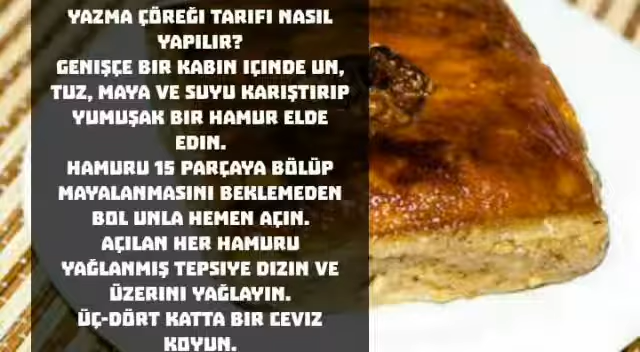 YAZMA ÇÖREĞİ TARIFI NASIL
YAPILIR?
GENIŞÇE BIR KABIN IÇINDE UN,
TUZ, MAYA VE SUYU KARIŞTIRIP
YUMUŞAK BIR HAMUR ELDE
EDIN.
HAMURU 15 PARÇAYA BÖLÜP
MAYALANMASINI BEKLEMEDEN
BOL UNLA HEMEN AÇIN.
AÇILAN HER HAMURU
YAĞLANMIŞ TEPSIYE DIZIN VE
ÜZERINI YAĞLAYIN.
ÜÇ-DÖRT KATTA BIR CEVIZ
KOYUN.